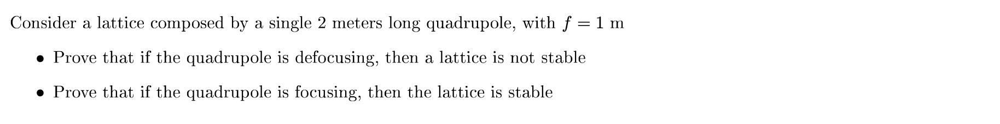 Consider a lattice composed by a single 2 meters long quadrupole, with f = 1 m
• Prove that if the quadrupole is defocusing, then a lattice is not stable
• Prove that if the quadrupole is focusing, then the lattice is stable